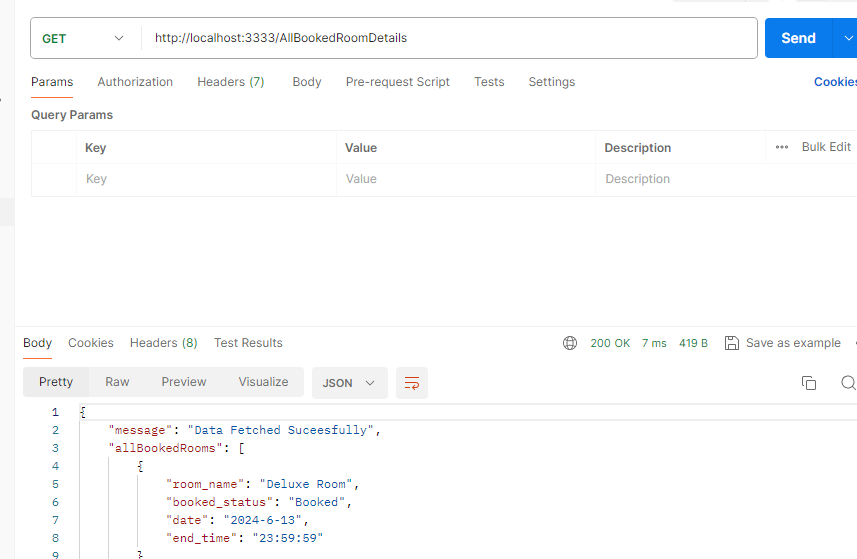 GET http://localhost:3333/AllBookedRoomDetails Send
Params Authorization Headers (7) Body Pre-request Script Tests Settings Cookies
Query Params
Key Value Description ••• Bulk Edit
Key Value Description
Body Cookies Headers (8) Test Results 200 OK 7 ms 419 B Save as example
Pretty Raw Preview Visualize JSON
1 {
2 "message": "Data Fetched Suceesfully",
3 "allBookedRooms": [
4 {
5 "room_name": "Deluxe Room",
6 "booked_status": "Booked",
7 "date": "2024-6-13",
8 "end_time": "23:59:59"
9 }